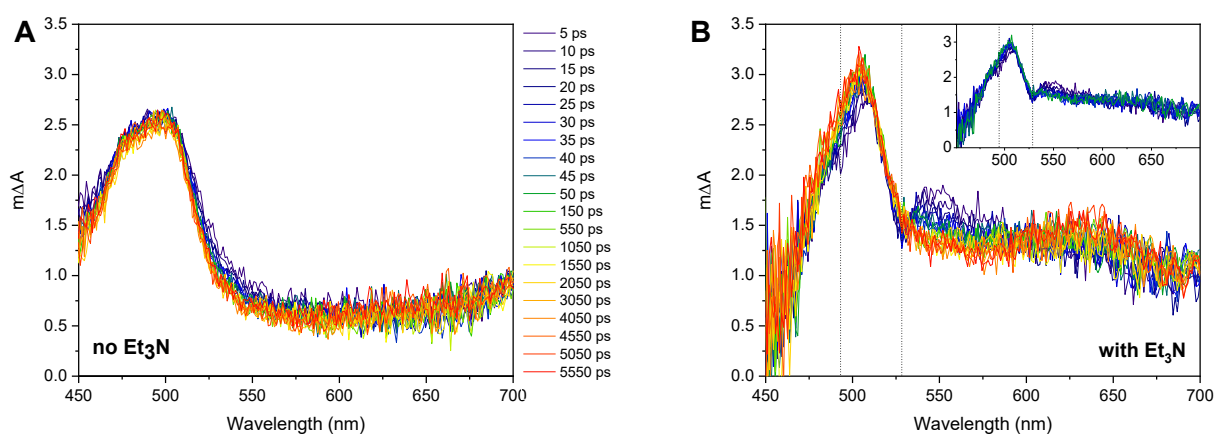 A
3.5
3.0
2.5
2.0
1.5
1.0
0.5
0.0
mΔA
450
500
550
600
650
700
Wavelength (nm)
no Et3N
5 ps
10 ps
15 ps
20 ps
25 ps
30 ps
35 ps
40 ps
45 ps
50 ps
150 ps
550 ps
1050 ps
1550 ps
2050 ps
3050 ps
4050 ps
4550 ps
5050 ps
5550 ps
B
3.5
3.0
2.5
2.0
1.5
1.0
0.5
0.0
mΔA
450
500
550
600
650
700
Wavelength (nm)
with Et₃N
3
2
1
0
500
550
600
650